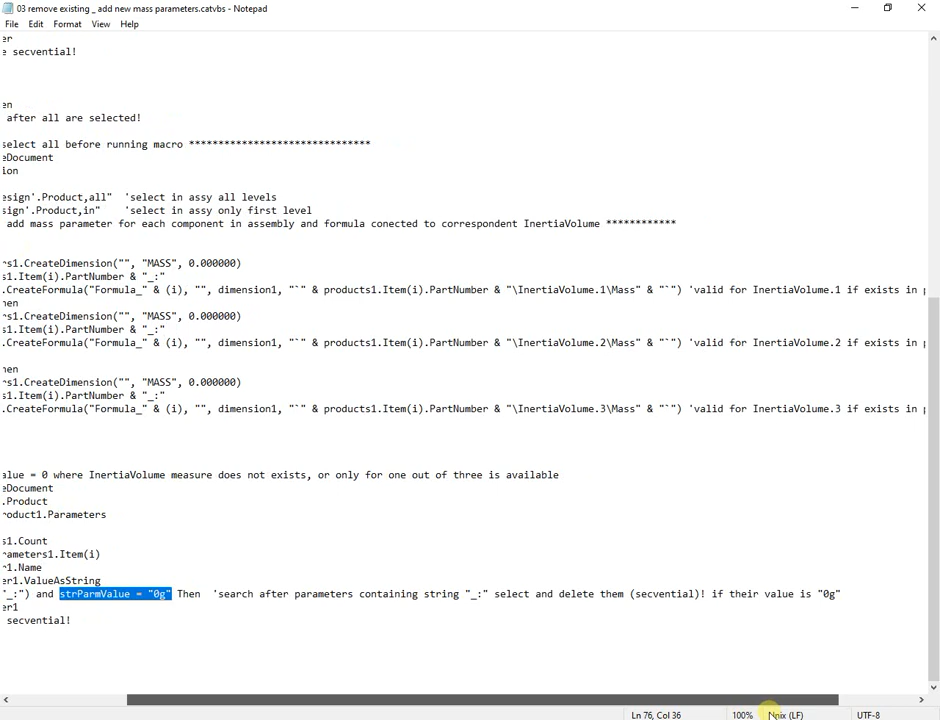 03 remove existing _ add new mass parameters.catvbs - Notepad
File Edit Format View Help
er
e secvential!
en
after all are selected!
select all before running macro ******************************
eDocument
ion
esign'.Product,all" 'select in assy all levels
sign'.Product,in" 'select in assy only first level
add mass parameter for each component in assembly and formula conected to correspondent InertiaVolume ************
rs1.CreateDimension("", "MASS", 0.000000)
s1.Item(i).PartNumber & "_:"
.CreateFormula("Formula_" & (i), "", dimension1, "`" & products1.Item(i).PartNumber & "\InertiaVolume.1\Mass" & "`") 'valid for InertiaVolume.1 if exists in p
hen
rs1.CreateDimension("", "MASS", 0.000000)
s1.Item(i).PartNumber & "_:"
.CreateFormula("Formula_" & (i), "", dimension1, "`" & products1.Item(i).PartNumber & "\InertiaVolume.2\Mass" & "`") 'valid for InertiaVolume.2 if exists in p
hen
rs1.CreateDimension("", "MASS", 0.000000)
s1.Item(i).PartNumber & "_:"
.CreateFormula("Formula_" & (i), "", dimension1, "`" & products1.Item(i).PartNumber & "\InertiaVolume.3\Mass" & "`") 'valid for InertiaVolume.3 if exists in p
alue = 0 where InertiaVolume measure does not exists, or only for one out of three is available
eDocument
.Product
roduct1.Parameters
s1.Count
rameters1.Item(i)
r1.Name
er1.ValueAsString
"_:") and strParmValue = "0g" Then 'search after parameters containing string "_:" select and delete them (secvential)! if their value is "0g"
er1
secvential!
Ln 76, Col 36 100% Unix (LF) UTF-8